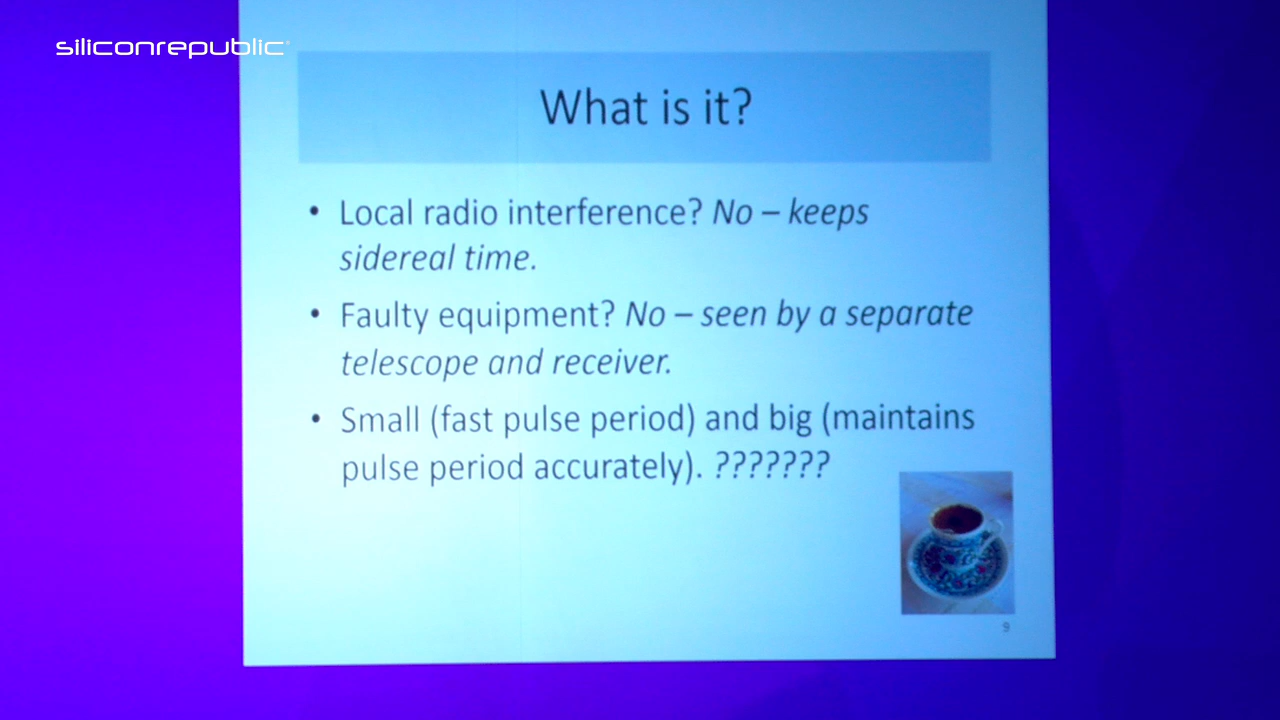 siliconrepublic
What is it?
• Local radio interference? No – keeps
sidereal time.
• Faulty equipment? No – seen by a separate
telescope and receiver.
• Small (fast pulse period) and big (maintains
pulse period accurately). ???????
9